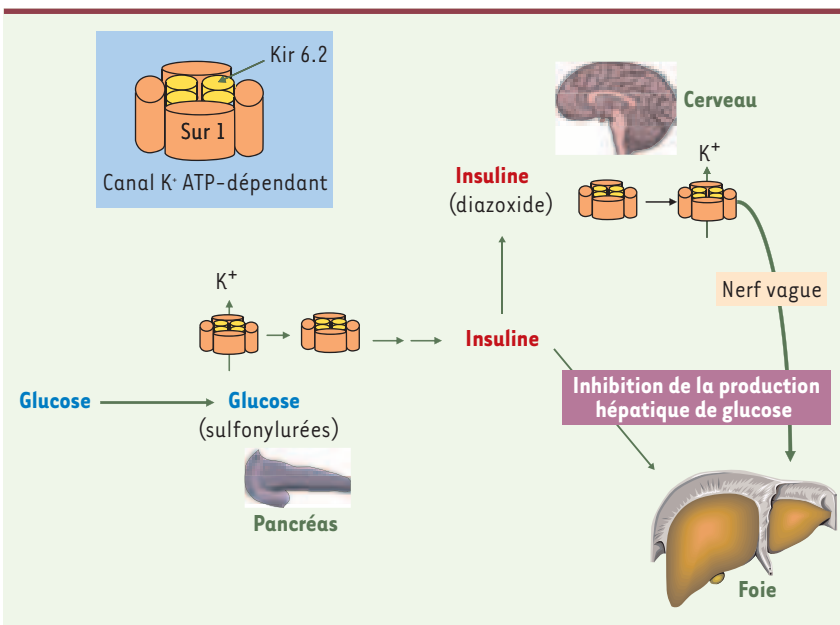 Kir 6.2
Sur 1
Canal K⁺ ATP-dépendant
Cerveau
K⁺
Insuline
(diazoxide)
Nerf vague
K⁺
Insuline
Inhibition de la production
hépatique de glucose
Glucose
Glucose
(sulfonylurées)
Pancréas
Foie